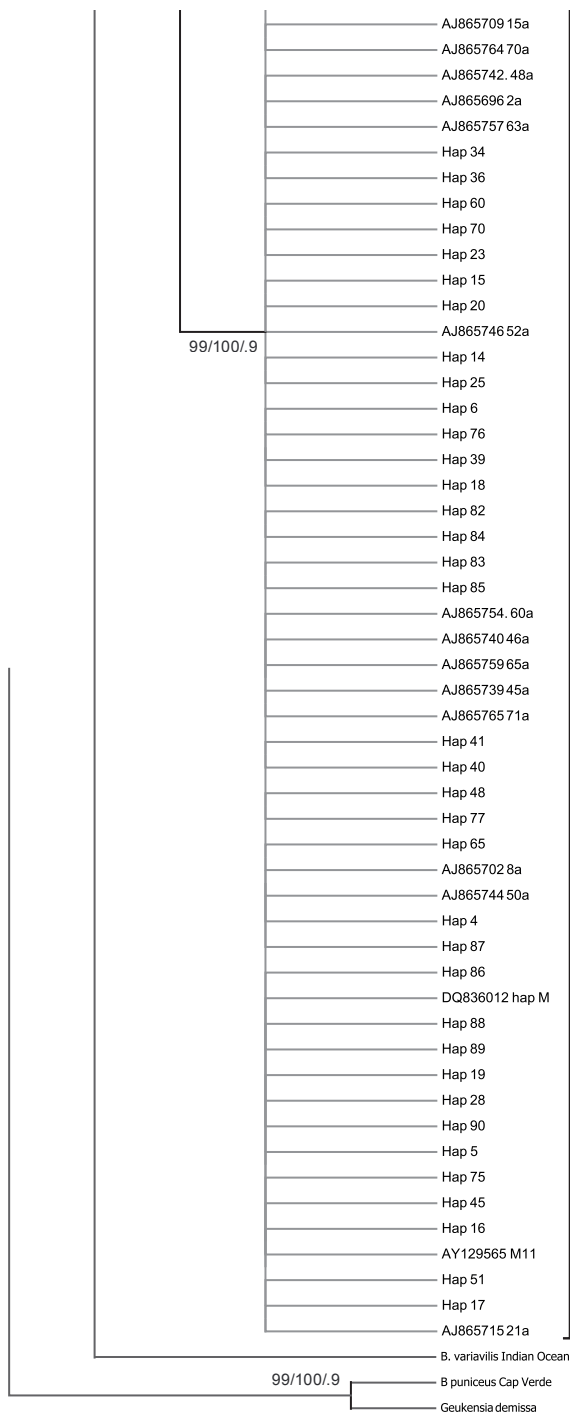 AJ865709 15a
AJ865764 70a
AJ865742. 48a
AJ865696 2a
AJ865757 63a
Hap 34
Hap 36
Hap 60
Hap 70
Hap 23
Hap 15
Hap 20
AJ865746 52a
99/100/.9
Hap 14
Hap 25
Hap 6
Hap 76
Hap 39
Hap 18
Hap 82
Hap 84
Hap 83
Hap 85
AJ865754. 60a
AJ865740 46a
AJ865759 65a
AJ865739 45a
AJ865765 71a
Hap 41
Hap 40
Hap 48
Hap 77
Hap 65
AJ865702 8a
AJ865744 50a
Hap 4
Hap 87
Hap 86
DQ836012 hap M
Hap 88
Hap 89
Hap 19
Hap 28
Hap 90
Hap 5
Hap 75
Hap 45
Hap 16
AY129565 M11
Hap 51
Hap 17
AJ865715 21a
B. variavilis Indian Ocean
99/100/.9
B puniceus Cap Verde
Geukensia demissa